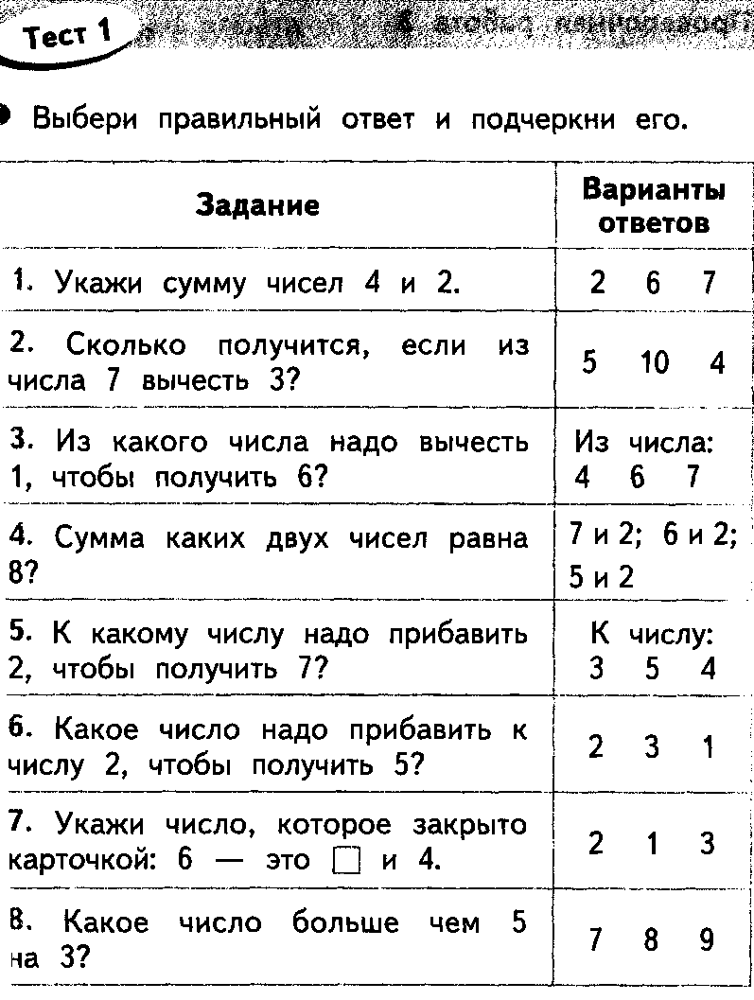 Тест 1
Выбери правильный ответ и подчеркни его.
Задание
Варианты
ответов
1. Укажи сумму чисел 4 и 2.
2 6 7
2. Сколько получится, если из
числа 7 вычесть 3?
5 10 4
3. Из какого числа надо вычесть
1, чтобы получить 6?
Из числа:
4 6 7
4. Сумма каких двух чисел равна
8?
7 и 2; 6 и 2;
5 и 2
5. К какому числу надо прибавить
2, чтобы получить 7?
К числу:
3 5 4
6. Какое число надо прибавить к
числу 2, чтобы получить 5?
2 3 1
7. Укажи число, которое закрыто
карточкой: 6 — это □ и 4.
2 1 3
8. Какое число больше чем 5
на 3?
7 8 9